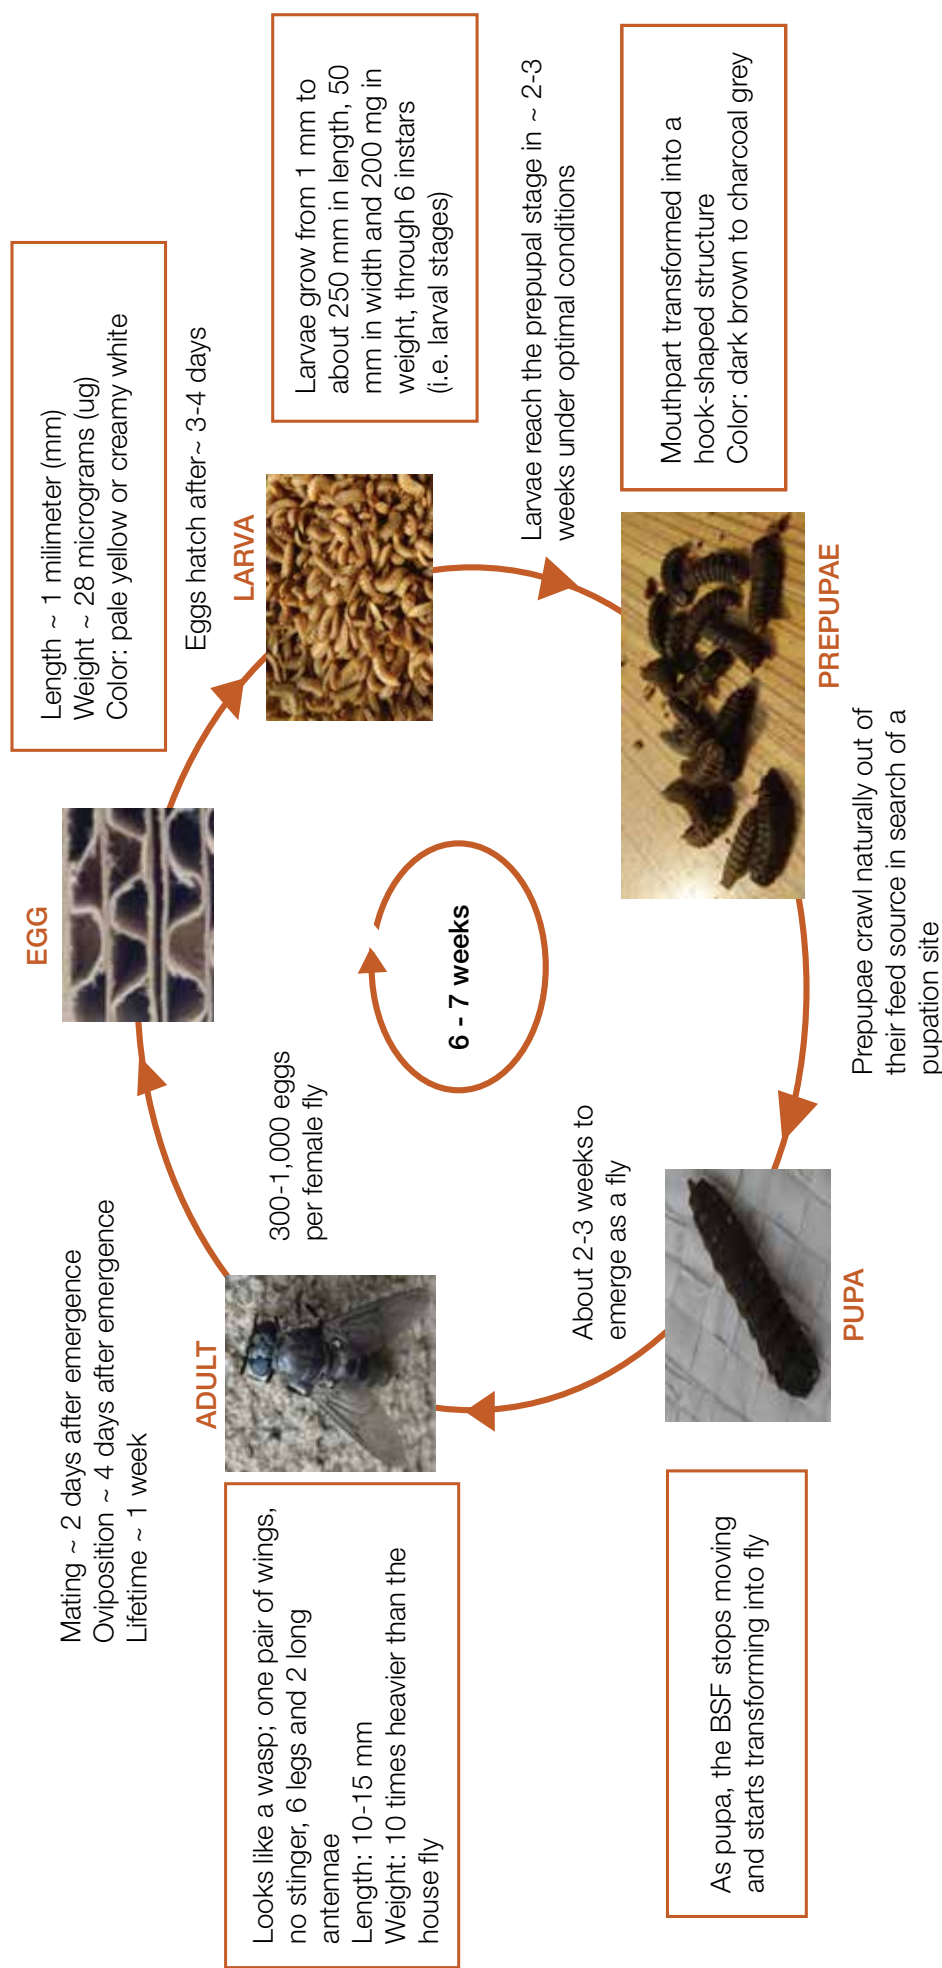 EGG
Length ~ 1 milimeter (mm)
Weight ~ 28 micrograms (ug)
Color: pale yellow or creamy white
Eggs hatch after~ 3-4 days
LARVA
Larvae grow from 1 mm to
about 250 mm in length, 50
mm in width and 200 mg in
weight, through 6 instars
(i.e. larval stages)
Larvae reach the prepupal stage in ~ 2-3
weeks under optimal conditions
Mouthpart transformed into a
hook-shaped structure
Color: dark brown to charcoal grey
PREPUPAE
Prepupae crawl naturally out of
their feed source in search of a
pupation site
PUPA
As pupa, the BSF stops moving
and starts transforming into fly
About 2-3 weeks to
emerge as a fly
ADULT
Looks like a wasp; one pair of wings,
no stinger, 6 legs and 2 long
antennae
Length: 10-15 mm
Weight: 10 times heavier than the
house fly
Mating ~ 2 days after emergence
Oviposition ~ 4 days after emergence
Lifetime ~ 1 week
300-1,000 eggs
per female fly
6 - 7 weeks